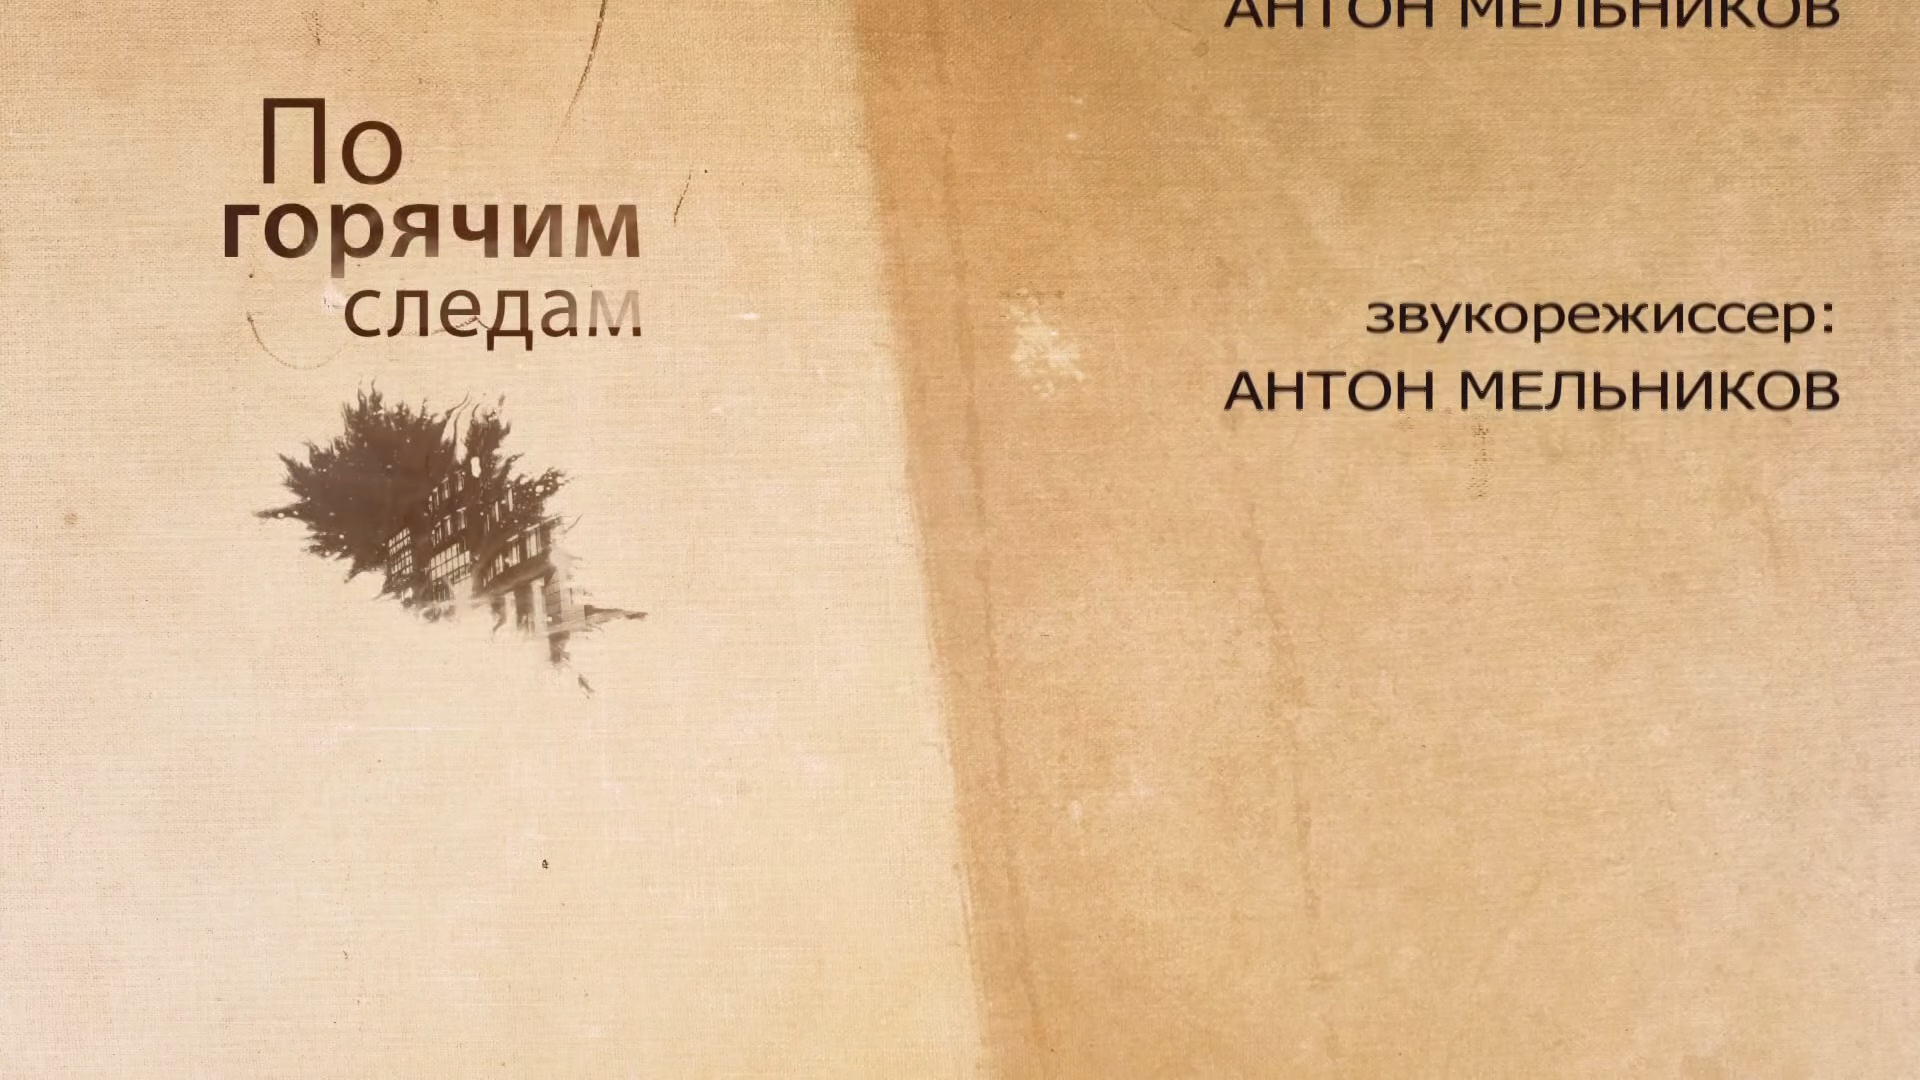 По
горячим
следам
АНТОН МЕЛЬНИКОВ
звукорежиссер:
АНТОН МЕЛЬНИКОВ